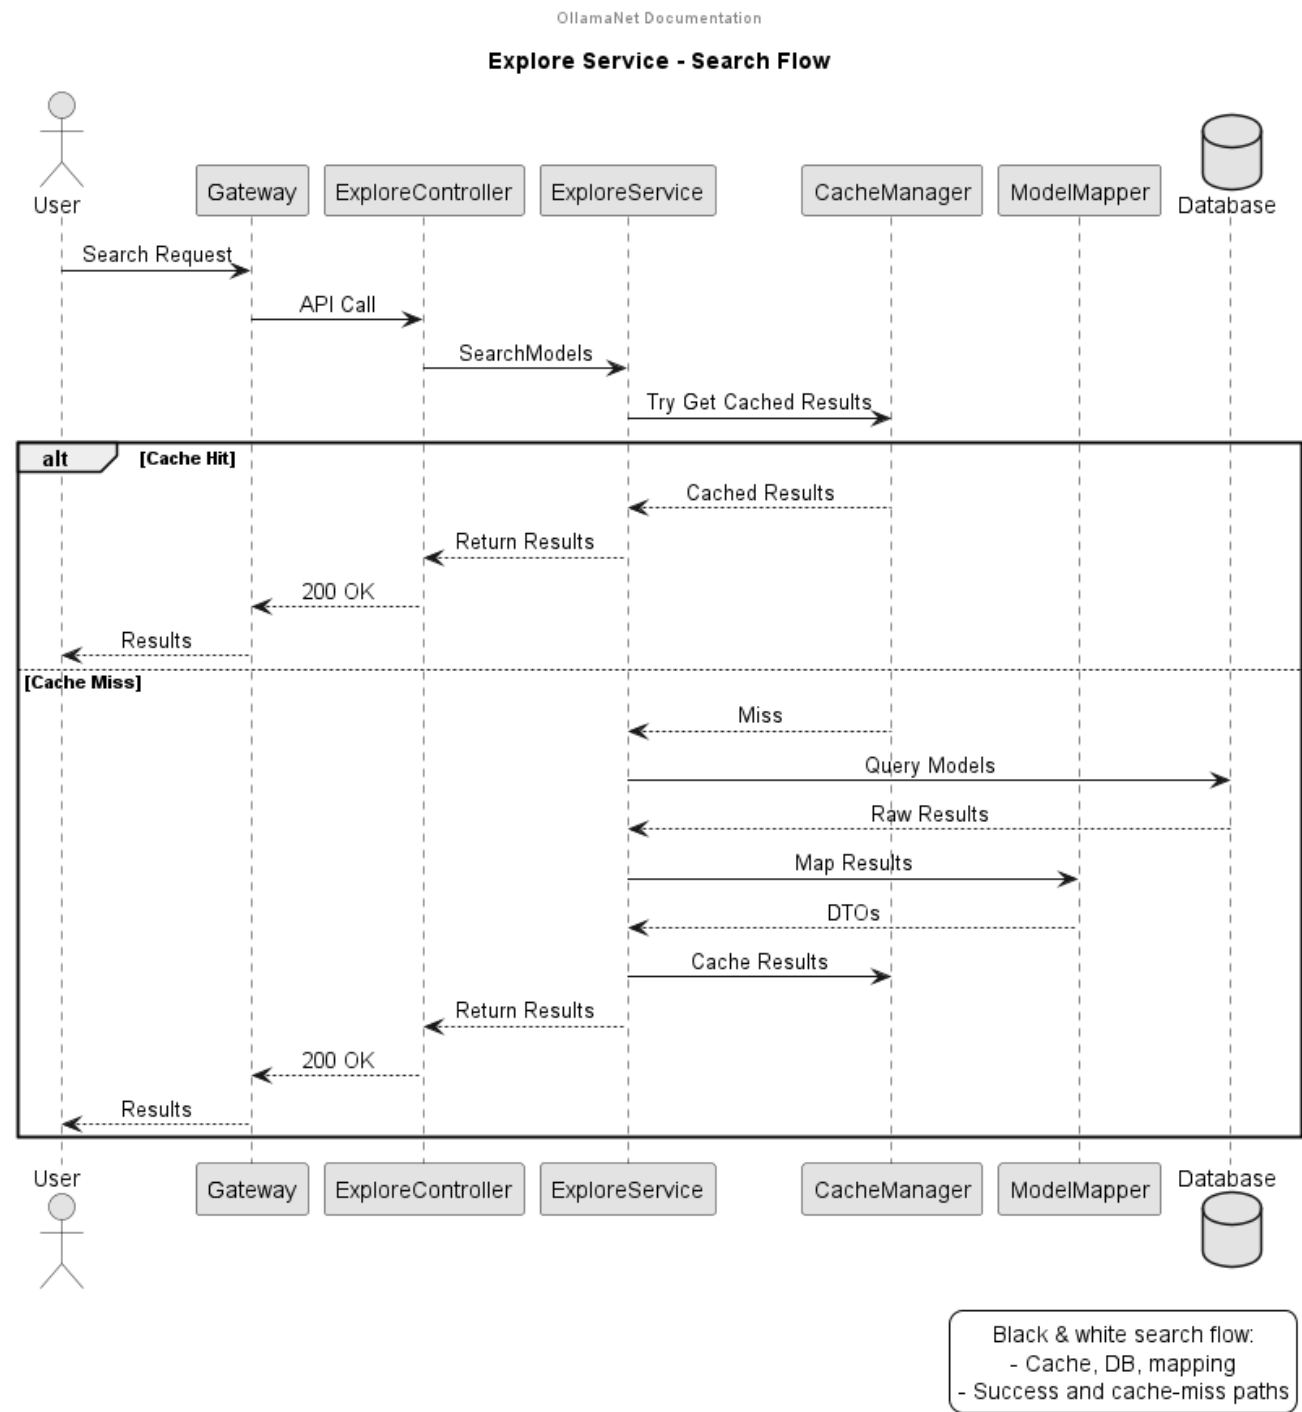 OllamaNet Documentation
Explore Service - Search Flow
User
Gateway
ExploreController
ExploreService
CacheManager
ModelMapper
Database
Search Request
API Call
SearchModels
Try Get Cached Results
alt
[Cache Hit]
Cached Results
Return Results
200 OK
Results
[Cache Miss]
Miss
Query Models
Raw Results
Map Results
DTOs
Cache Results
Return Results
200 OK
Results
User
Gateway
ExploreController
ExploreService
CacheManager
ModelMapper
Database
Black & white search flow:
- Cache, DB, mapping
- Success and cache-miss paths